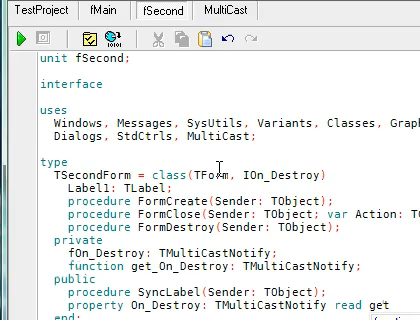 TestProject fMain fSecond MultiCast
unit fSecond;
interface
uses
Windows, Messages, SysUtils, Variants, Classes,
Dialogs, StdCtrls, MultiCast;
type
TSecondForm = class(TForm, IOn_Destroy)
Label1: TLabel;
procedure FormCreate(Sender: TObject);
procedure FormClose(Sender: TObject; var Action:
procedure FormDestroy(Sender: TObject);
private
fOn_Destroy: TMultiCastNotify;
function get_On_Destroy: TMultiCastNotify;
public
procedure SyncLabel(Sender: TObject);
property On_Destroy: TMultiCastNotify read get
end;